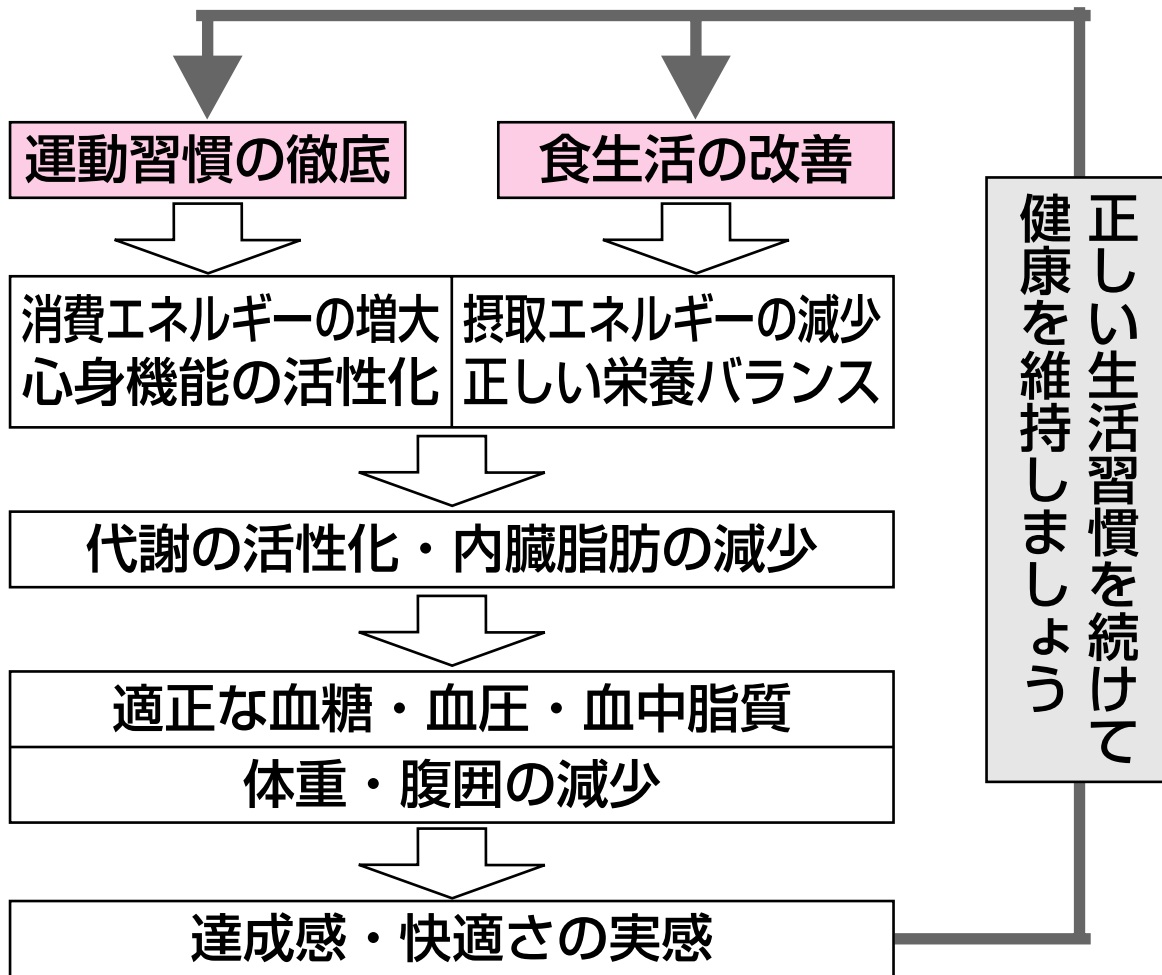 運動習慣の徹底
食生活の改善
消費エネルギーの増大
心身機能の活性化
摂取エネルギーの減少
正しい栄養バランス
代謝の活性化・内臓脂肪の減少
適正な血糖・血圧・血中脂質
体重・腹囲の減少
達成感・快適さの実感
正しい生活習慣を続けて
健康を維持しましょう